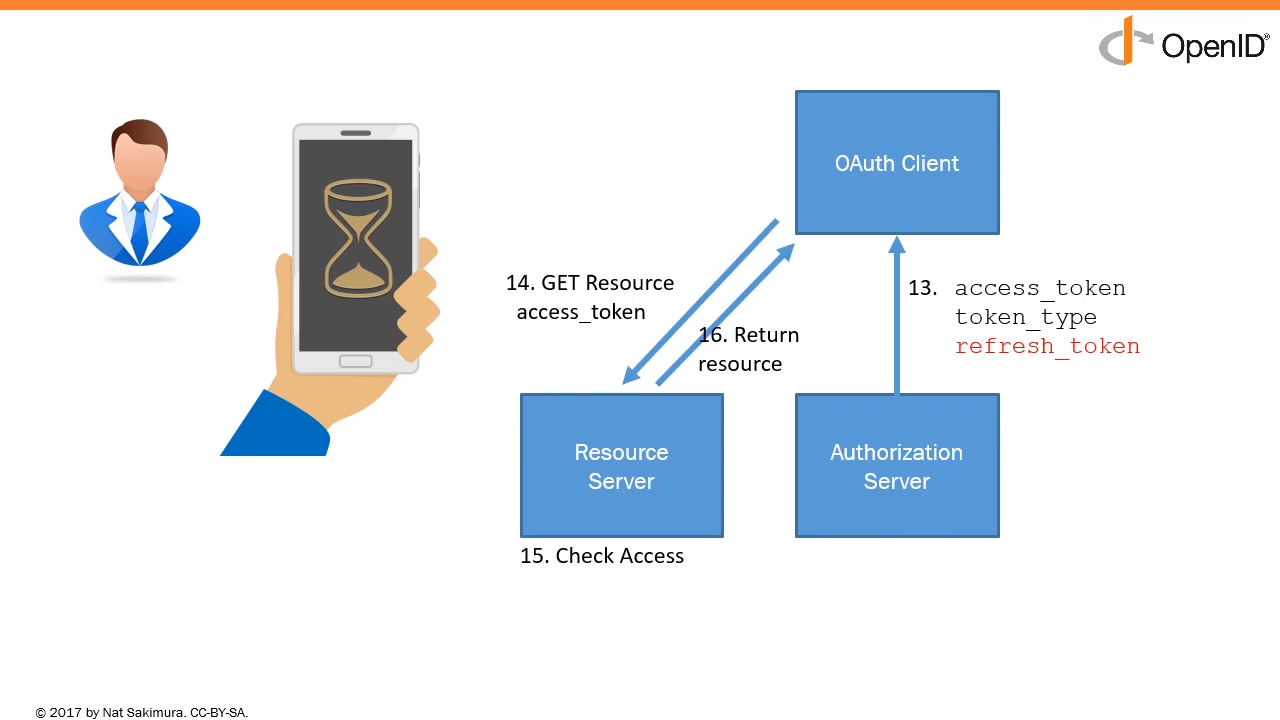 OpenID®
OAuth Client
14. GET Resource
access_token
13. access_token
token_type
refresh_token
16. Return
resource
Resource
Server
Authorization
Server
15. Check Access
© 2017 by Nat Sakimura. CC-BY-SA.